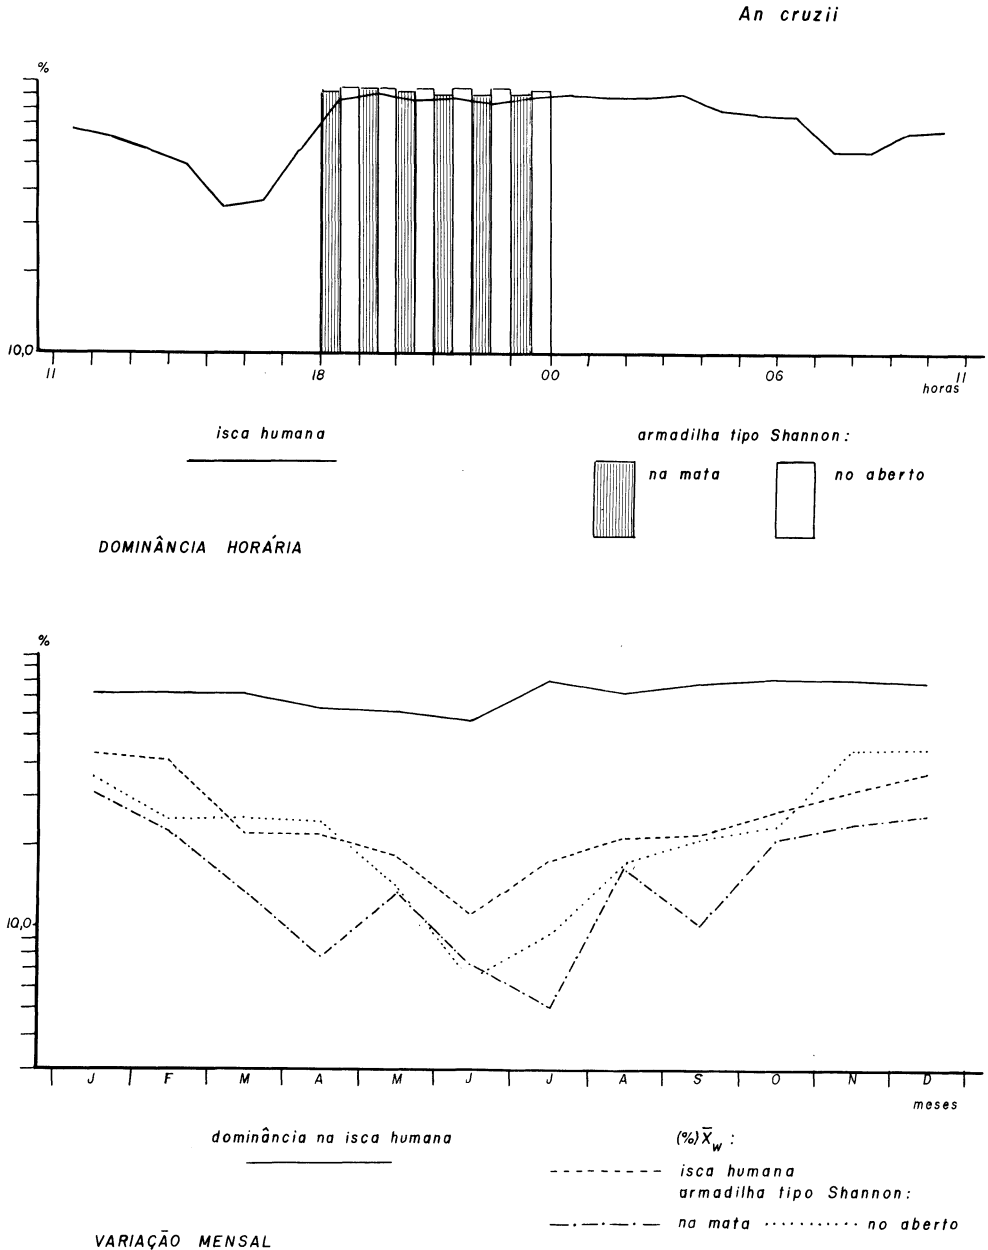 An cruzii
%
10,0
11 18 00 06 11
horas
isca humana
armadilha tipo Shannon:
na mata no aberto
DOMINÂNCIA HORÁRIA
%
10,0
J F M A M J J A S O N D
meses
dominância na isca humana
(%) X̄w :
isca humana
armadilha tipo Shannon:
na mata no aberto
VARIAÇÃO MENSAL